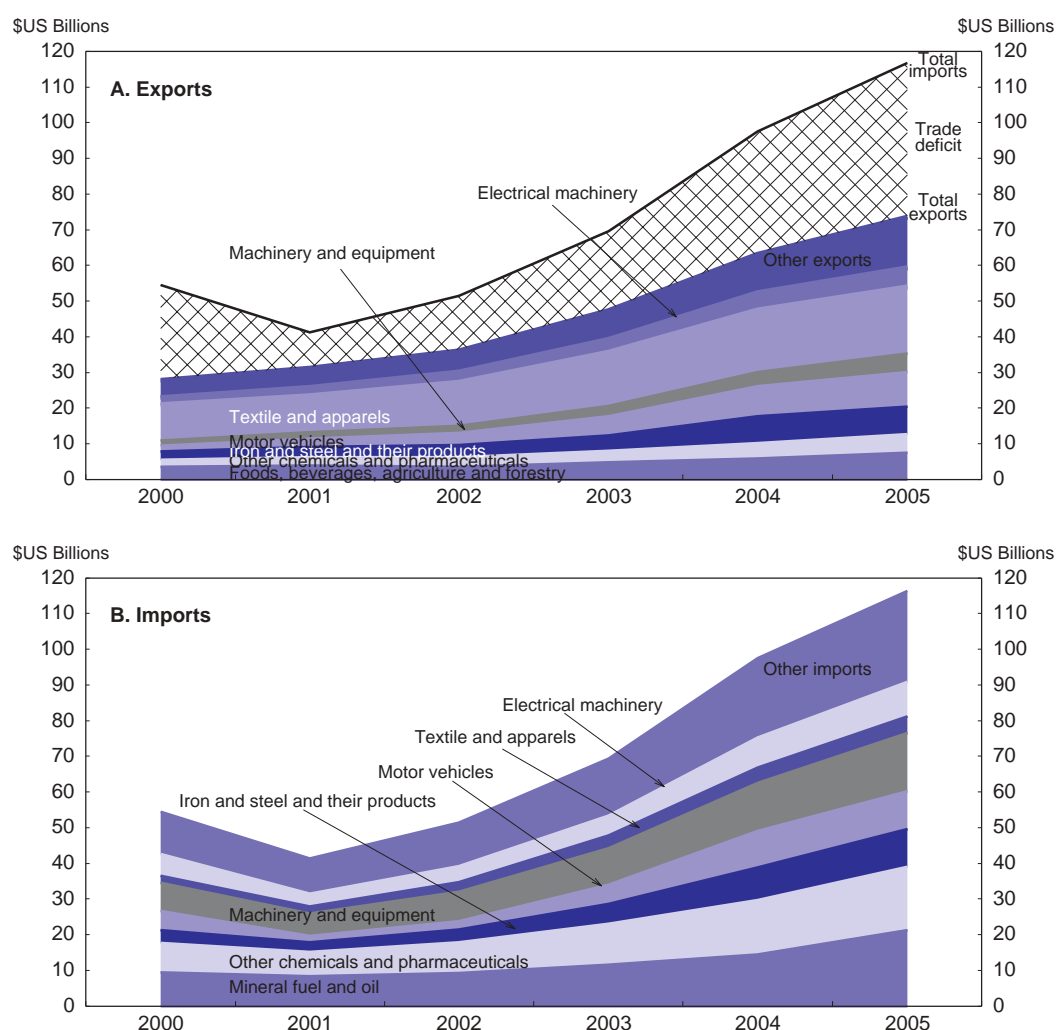 $US Billions
$US Billions
120
120
A. Exports
Total
imports
110
110
100
100
Trade
deficit
90
90
Electrical machinery
80
80
Total
exports
70
70
Machinery and equipment
Other exports
60
60
50
50
40
40
30
30
20
20
Textile and apparels
Motor vehicles
10
10
Iron and steel and their products
Other chemicals and pharmaceuticals
Foods, beverages, agriculture and forestry
0
0
2000
2001
2002
2003
2004
2005
$US Billions
$US Billions
120
120
B. Imports
110
110
100
100
Other imports
90
90
Electrical machinery
80
80
Textile and apparels
70
70
Motor vehicles
60
60
Iron and steel and their products
50
50
40
40
30
30
Machinery and equipment
20
20
Other chemicals and pharmaceuticals
10
10
Mineral fuel and oil
0
0
2000
2001
2002
2003
2004
2005